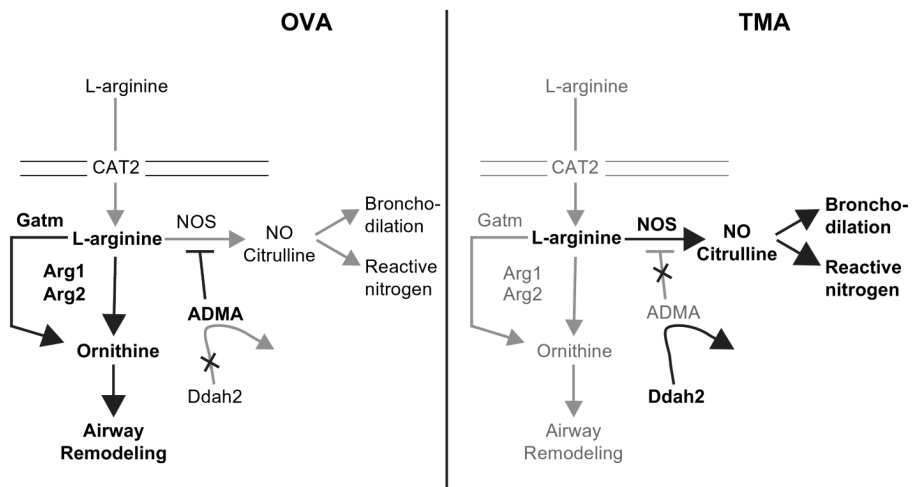 OVA
L-arginine
CAT2
Gatm
L-arginine
NOS
NO
Citrulline
Broncho-
dilation
Reactive
nitrogen
Arg1
Arg2
ADMA
Ornithine
Ddah2
Airway
Remodeling
TMA
L-arginine
CAT2
Gatm
L-arginine
NOS
NO
Citrulline
Broncho-
dilation
Reactive
nitrogen
Arg1
Arg2
ADMA
Ornithine
Ddah2
Airway
Remodeling